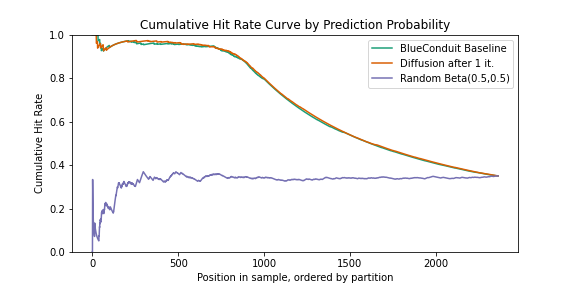 Cumulative Hit Rate Curve by Prediction Probability
1.0
0.8
0.6
0.4
0.2
0.0
Cumulative Hit Rate
BlueConduit Baseline
Diffusion after 1 it.
Random Beta(0.5,0.5)
0 500 1000 1500 2000
Position in sample, ordered by partition